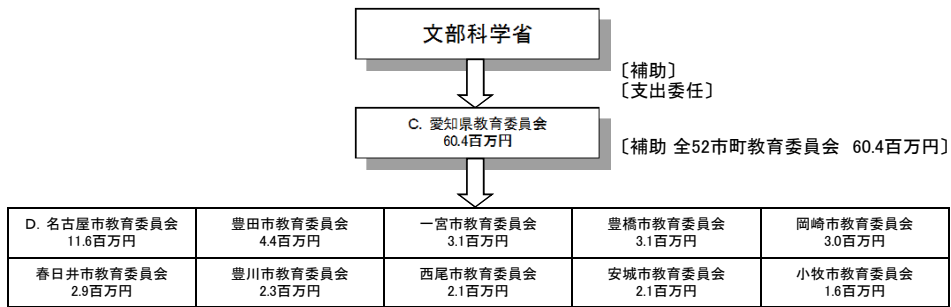 文部科学省
〔補助〕
〔支出委任〕
C. 愛知県教育委員会
60.4百万円
〔補助 全52市町教育委員会 60.4百万円〕
D. 名古屋市教育委員会
11.6百万円
豊田市教育委員会
4.4百万円
一宮市教育委員会
3.1百万円
豊橋市教育委員会
3.1百万円
岡崎市教育委員会
3.0百万円
春日井市教育委員会
2.9百万円
豊川市教育委員会
2.3百万円
西尾市教育委員会
2.1百万円
安城市教育委員会
2.1百万円
小牧市教育委員会
1.6百万円